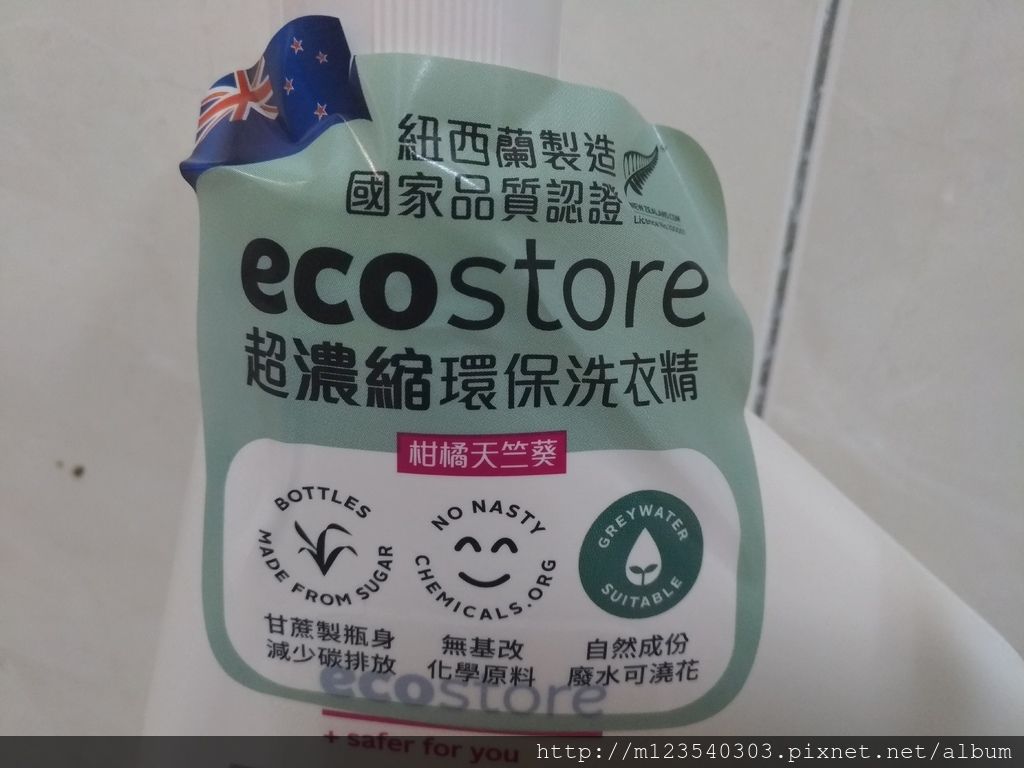 紐西蘭製造
國家品質認證
NEWZEALAND.COM
ecostore
超濃縮環保洗衣精
柑橘天竺葵
BOTTLES MADE FROM SUGAR
NO NASTY CHEMICALS.ORG
GREYWATER SUITABLE
甘蔗製瓶身
減少碳排放
無基改
化學原料
自然成份
廢水可澆花
ecostore
+ safer for you
http://m123540303.pixnet.net/album